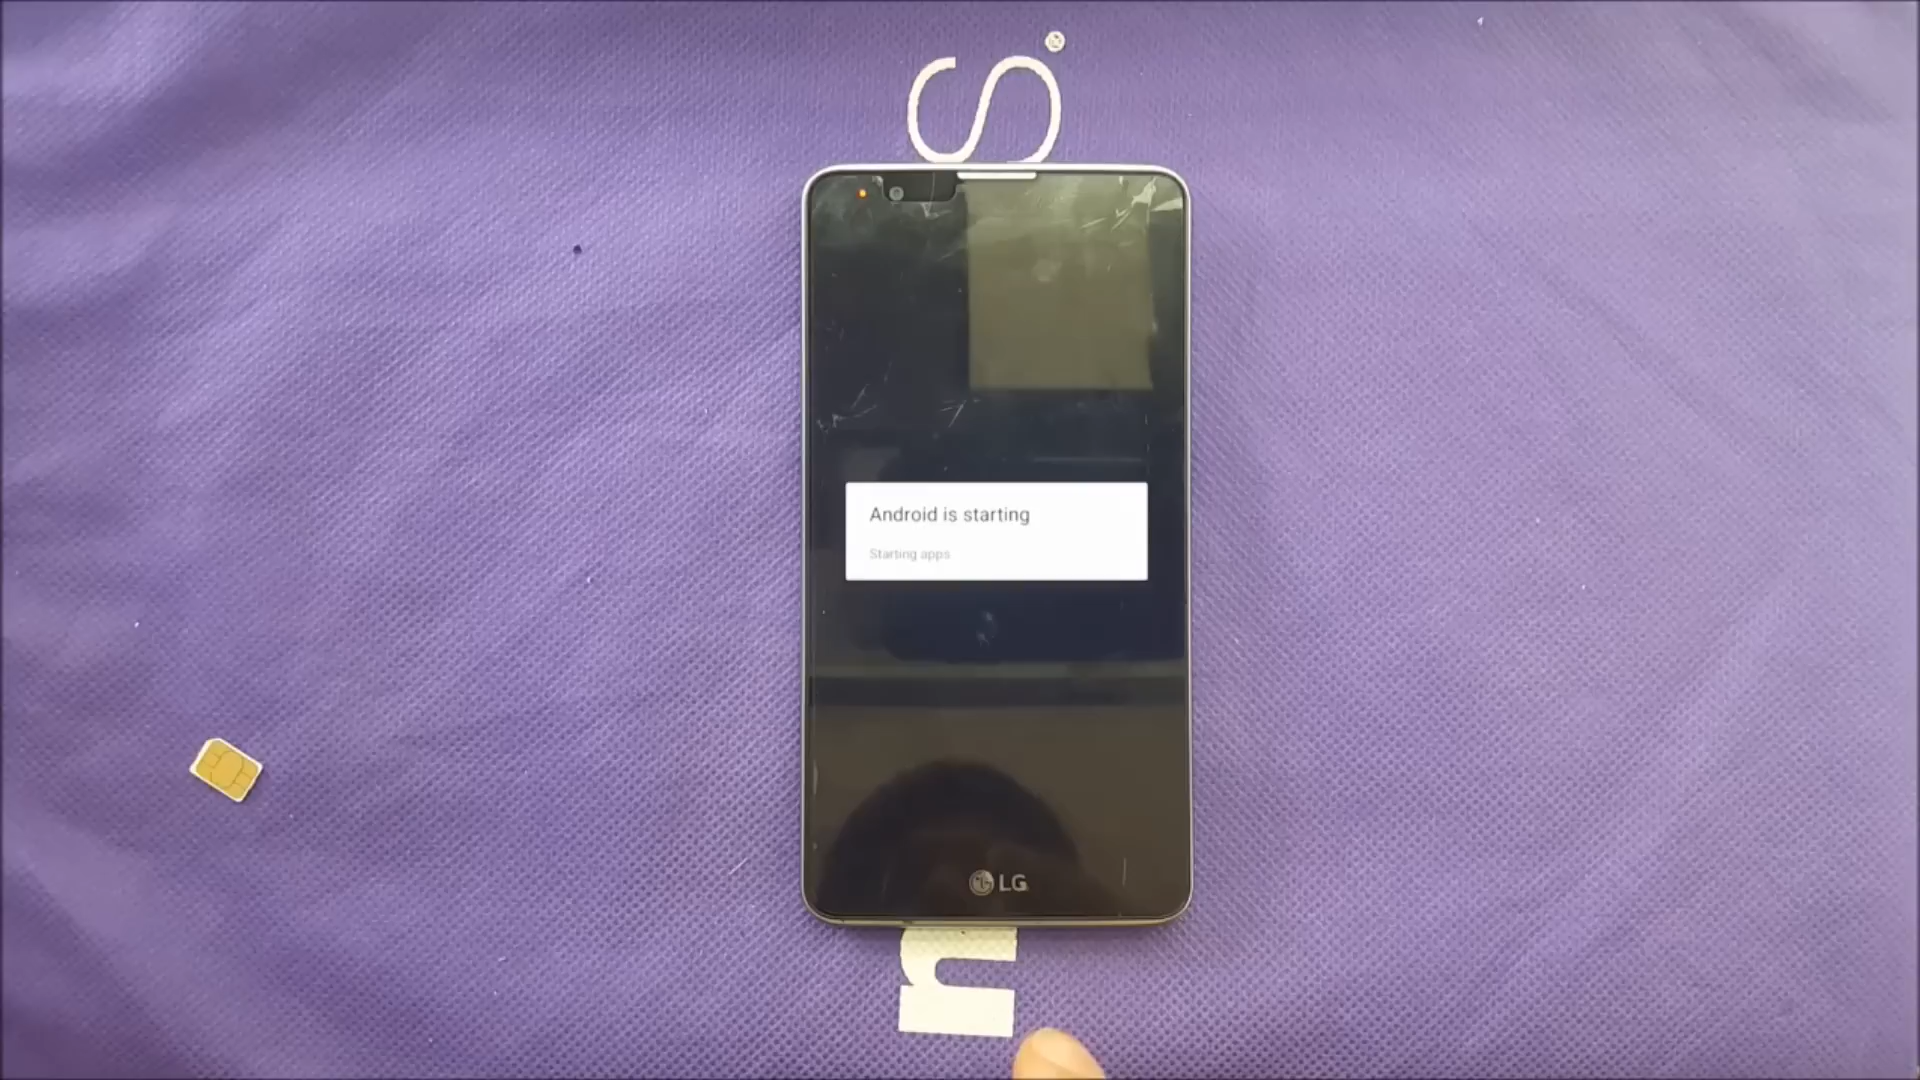 S
Android is starting
Starting apps
LG
n